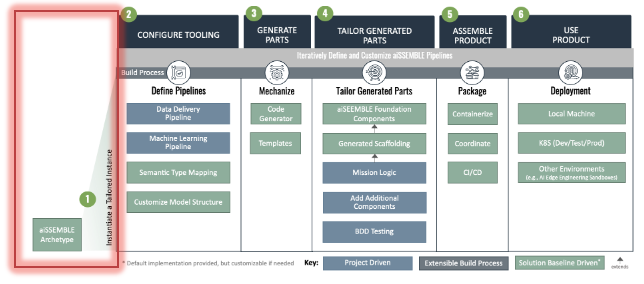 2
CONFIGURE TOOLING
3
GENERATE
PARTS
4
TAILOR GENERATED
PARTS
5
ASSEMBLE
PRODUCT
6
USE
PRODUCT
Iteratively Define and Customize aiSSEMBLE Pipelines
Build Process
Define Pipelines
Mechanize
Tailor Generated Parts
Package
Deployment
Data Delivery
Pipeline
Machine Learning
Pipeline
Semantic Type Mapping
Customize Model Structure
Code
Generator
Templates
aiSEEMBLE Foundation
Components
Generated Scaffolding
Mission Logic
Add Additional
Components
BDD Testing
Containerize
Coordinate
CI/CD
Local Machine
K8S (Dev/Test/Prod)
Other Environments
(e.g., AI Edge Engineering Sandboxes)
1
Instantiate a Tailored Instance
aiSSEMBLE
Archetype
* Default implementation provided, but customizable if needed
Key:
Project Driven
Extensible Build Process
Solution Baseline Driven*
extends